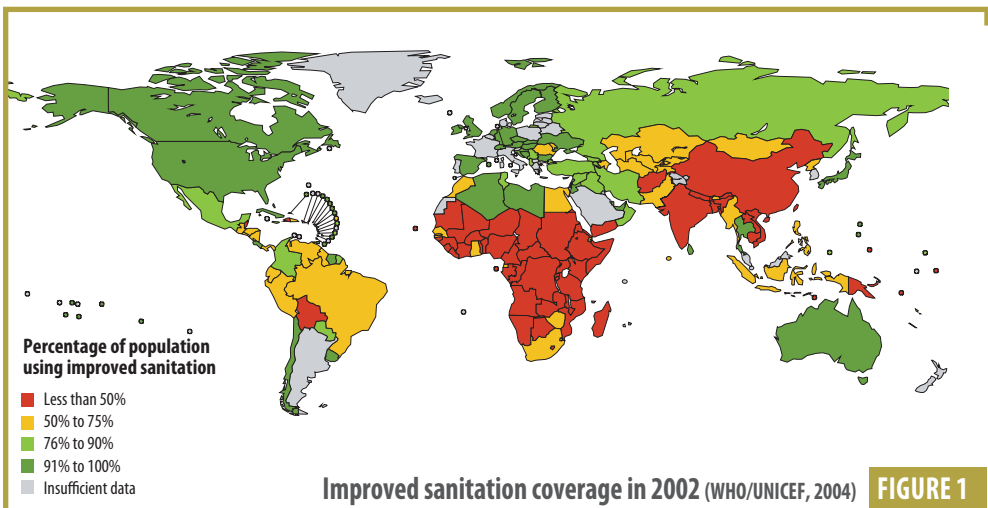 Percentage of population
using improved sanitation
Less than 50%
50% to 75%
76% to 90%
91% to 100%
Insufficient data
Improved sanitation coverage in 2002 (WHO/UNICEF, 2004) FIGURE 1